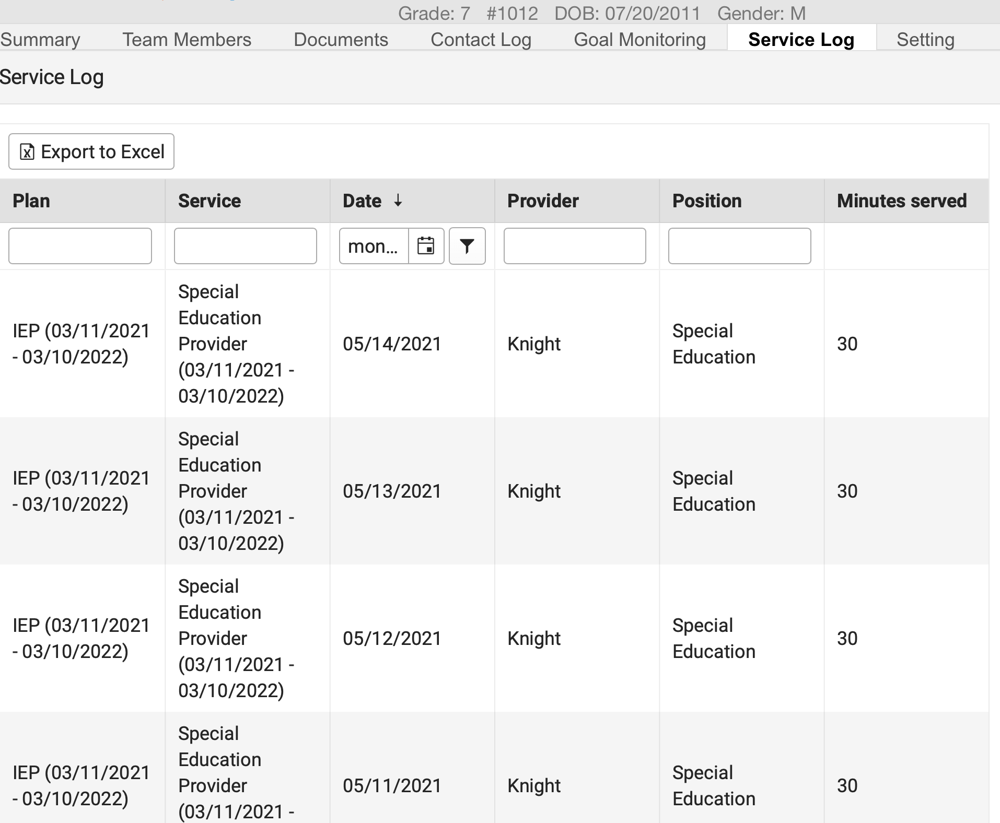 Grade: 7 #1012 DOB: 07/20/2011 Gender: M
Summary Team Members Documents Contact Log Goal Monitoring Service Log Setting
Service Log
Export to Excel
Plan Service Date ↓ Provider Position Minutes served
mon...
IEP (03/11/2021
- 03/10/2022)
Special
Education
Provider
(03/11/2021 -
03/10/2022)
05/14/2021
Knight
Special
Education
30
IEP (03/11/2021
- 03/10/2022)
Special
Education
Provider
(03/11/2021 -
03/10/2022)
05/13/2021
Knight
Special
Education
30
IEP (03/11/2021
- 03/10/2022)
Special
Education
Provider
(03/11/2021 -
03/10/2022)
05/12/2021
Knight
Special
Education
30
IEP (03/11/2021
- 03/10/2022)
Special
Education
Provider
(03/11/2021 -
05/11/2021
Knight
Special
Education
30